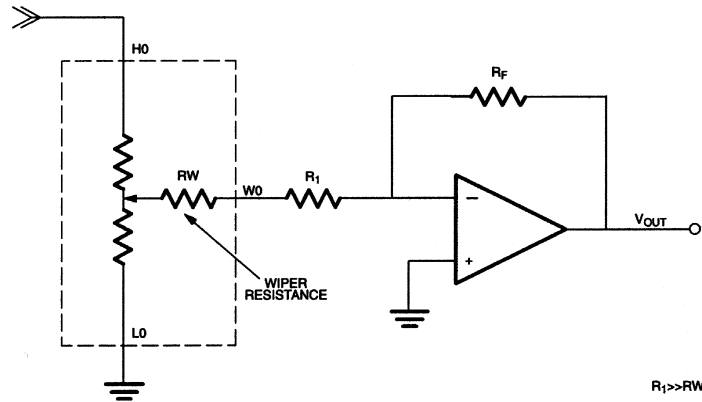 H0
RF
RW
W0
R1
−
+
VOUT
WIPER
RESISTANCE
L0
R1>>RW